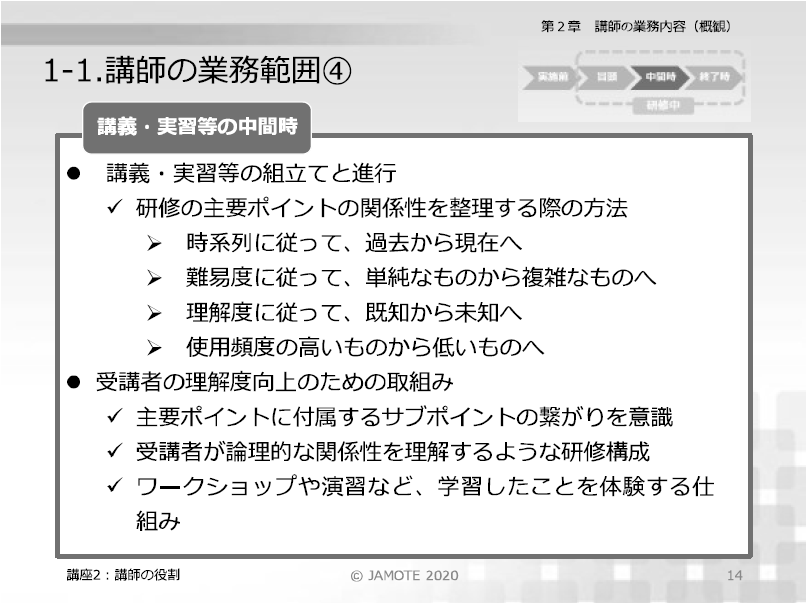 第２章　講師の業務内容（概観）
1-1.講師の業務範囲④
実施前
冒頭
中間時
終了時
研修中
講義・実習等の中間時
● 講義・実習等の組立てと進行
✓ 研修の主要ポイントの関係性を整理する際の方法
➢ 時系列に従って、過去から現在へ
➢ 難易度に従って、単純なものから複雑なものへ
➢ 理解度に従って、既知から未知へ
➢ 使用頻度の高いものから低いものへ
● 受講者の理解度向上のための取組み
✓ 主要ポイントに付属するサブポイントの繋がりを意識
✓ 受講者が論理的な関係性を理解するような研修構成
✓ ワークショップや演習など、学習したことを体験する仕
組み
講座2：講師の役割
© JAMOTE 2020
14